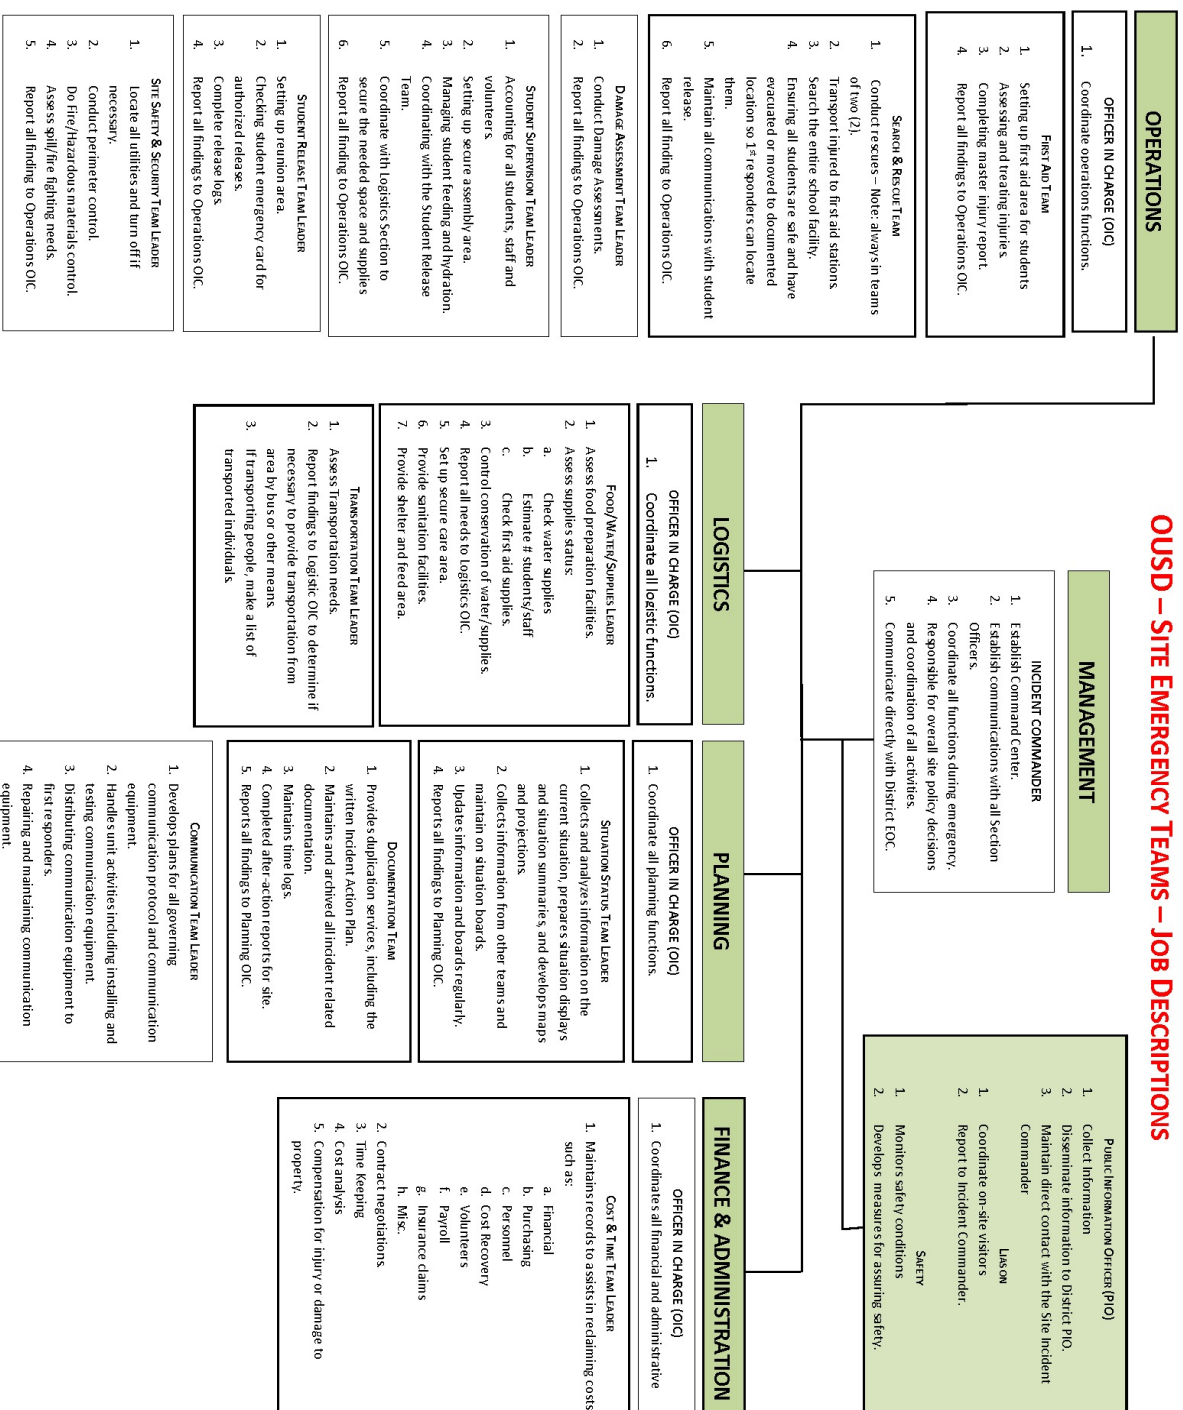 OUSD – SITE EMERGENCY TEAMS – JOB DESCRIPTIONS
MANAGEMENT
INCIDENT COMMANDER
1. Establish Command Center.
2. Establish communications with all Section
Officers.
3. Coordinate all functions during emergency.
4. Responsible for overall site policy decisions
and coordination of all activities.
5. Communicate directly with District EOC.
PUBLIC INFORMATION OFFICER (PIO)
1. Collect Information
2. Disseminate information to District PIO.
3. Maintain direct contact with the Site Incident
Commander
LIASON
1. Coordinate on-site visitors
2. Report to Incident Commander.
SAFETY
1. Monitors safety conditions
2. Develops measures for assuring safety.
OPERATIONS
OFFICER IN CHARGE (OIC)
1. Coordinate operations functions.
FIRST AID TEAM
1. Setting up first aid area for students
2. Assessing and treating injuries.
3. Completing master injury report.
4. Report all findings to Operations OIC.
SEARCH & RESCUE TEAM
1. Conduct rescues – Note: always in teams
of two (2).
2. Transport injured to first aid stations.
3. Search the entire school facility.
4. Ensuring all students are safe and have
evacuated or moved to documented
location so 1st responders can locate
them.
5. Maintain all communications with student
release.
6. Report all finding to Operations OIC.
DAMAGE ASSESSMENT TEAM LEADER
1. Conduct Damage Assessments.
2. Report all findings to Operations OIC.
STUDENT SUPERVISION TEAM LEADER
1. Accounting for all students, staff and
volunteers.
2. Setting up secure assembly area.
3. Managing student feeding and hydration.
4. Coordinating with the Student Release
Team.
5. Coordinate with Logistics Section to
secure the needed space and supplies
6. Report all finding to Operations OIC.
STUDENT RELEASE TEAM LEADER
1. Setting up reunion area.
2. Checking student emergency card for
authorized releases.
3. Complete release logs.
4. Report all findings to Operations OIC.
SITE SAFETY & SECURITY TEAM LEADER
1. Locate all utilities and turn off if
necessary.
2. Conduct perimeter control.
3. Do Fire/Hazardous materials control.
4. Assess spill/fire fighting needs.
5. Report all finding to Operations OIC.
LOGISTICS
OFFICER IN CHARGE (OIC)
1. Coordinate all logistic functions.
FOOD/WATER/SUPPLIES LEADER
1. Assess food preparation facilities.
2. Assess supplies status:
a. Check water supplies
b. Estimate # students/staff
c. Check first aid supplies.
3. Control conservation of water/supplies.
4. Report all needs to Logistics OIC.
5. Set up secure care area.
6. Provide sanitation facilities.
7. Provide shelter and feed area.
TRANSPORTATION TEAM LEADER
1. Assess Transportation needs.
2. Report findings to Logistic OIC to determine if
necessary to provide transportation from
area by bus or other means.
3. If transporting people, make a list of
transported individuals.
PLANNING
OFFICER IN CHARGE (OIC)
1. Coordinate all planning functions.
SITUATION STATUS TEAM LEADER
1. Collects and analyzes information on the
current situation, prepares situation displays
and situation summaries, and develops maps
and projections.
2. Collects information from other teams and
maintain on situation boards.
3. Updates information and boards regularly.
4. Reports all findings to Planning OIC.
DOCUMENTATION TEAM
1. Provides duplication services, including the
written Incident Action Plan.
2. Maintains and archived all incident related
documentation.
3. Maintains time logs.
4. Completed after-action reports for site.
5. Reports all findings to Planning OIC.
COMMUNICATION TEAM LEADER
1. Develops plans for all governing
communication protocol and communication
equipment.
2. Handles unit activities including installing and
testing communication equipment.
3. Distributing communication equipment to
first responders.
4. Repairing and maintaining communication
equipment.
FINANCE & ADMINISTRATION
OFFICER IN CHARGE (OIC)
1. Coordinates all financial and administrative
COST & TIME TEAM LEADER
1. Maintains records to assists in reclaiming costs
such as:
a. Financial
b. Purchasing
c. Personnel
d. Cost Recovery
e. Volunteers
f. Payroll
g. Insurance claims
h. Misc.
2. Contract negotiations.
3. Time Keeping
4. Cost analysis
5. Compensation for injury or damage to
property.